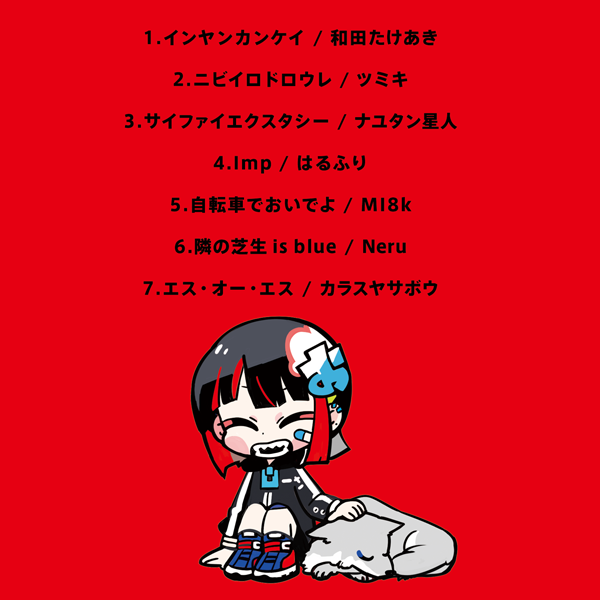 1.インヤンカンケイ / 和田たけあき
2.ニビイロドロウレ / ツミキ
3.サイファイエクスタシー / ナユタン星人
4.Imp / はるふり
5.自転車でおいでよ / MI8k
6.隣の芝生 is blue / Neru
7.エス・オー・エス / カラスヤサボウ